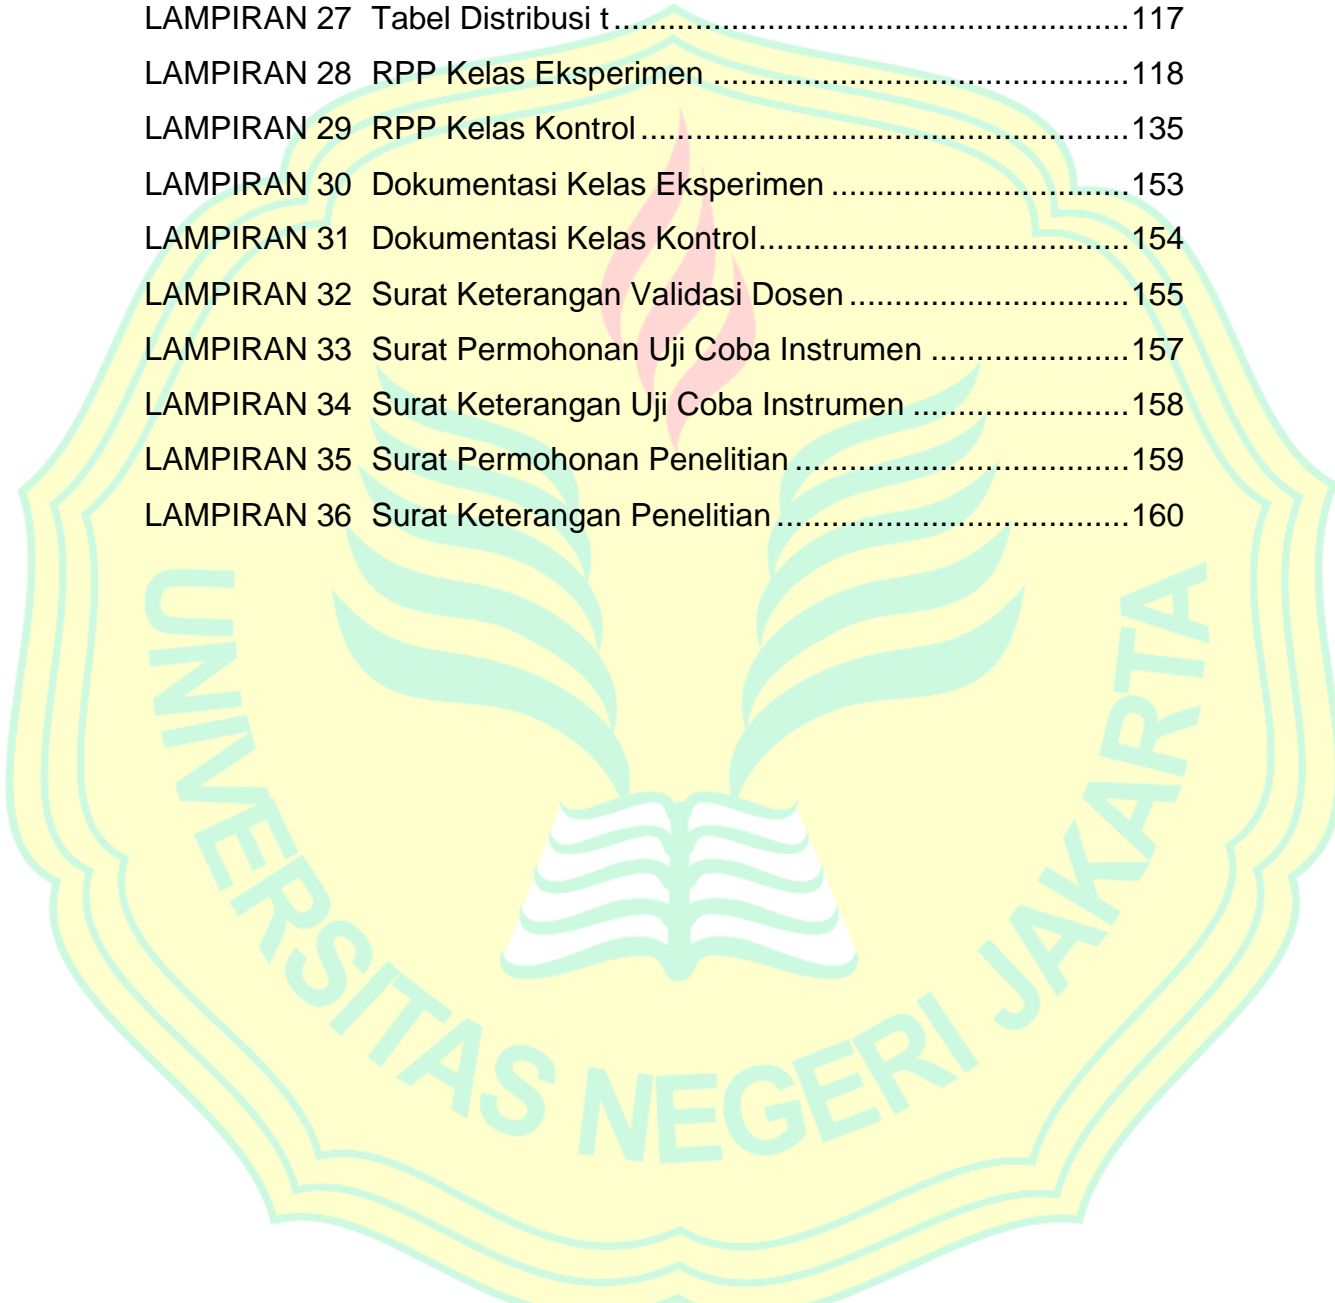 LAMPIRAN 27 Tabel Distribusi t..........................................................117
LAMPIRAN 28 RPP Kelas Eksperimen ...............................................118
LAMPIRAN 29 RPP Kelas Kontrol.......................................................135
LAMPIRAN 30 Dokumentasi Kelas Eksperimen .................................153
LAMPIRAN 31 Dokumentasi Kelas Kontrol.........................................154
LAMPIRAN 32 Surat Keterangan Validasi Dosen ...............................155
LAMPIRAN 33 Surat Permohonan Uji Coba Instrumen ......................157
LAMPIRAN 34 Surat Keterangan Uji Coba Instrumen ........................158
LAMPIRAN 35 Surat Permohonan Penelitian .....................................159
LAMPIRAN 36 Surat Keterangan Penelitian .......................................160
UNIVERSITAS NEGERI JAKARTA